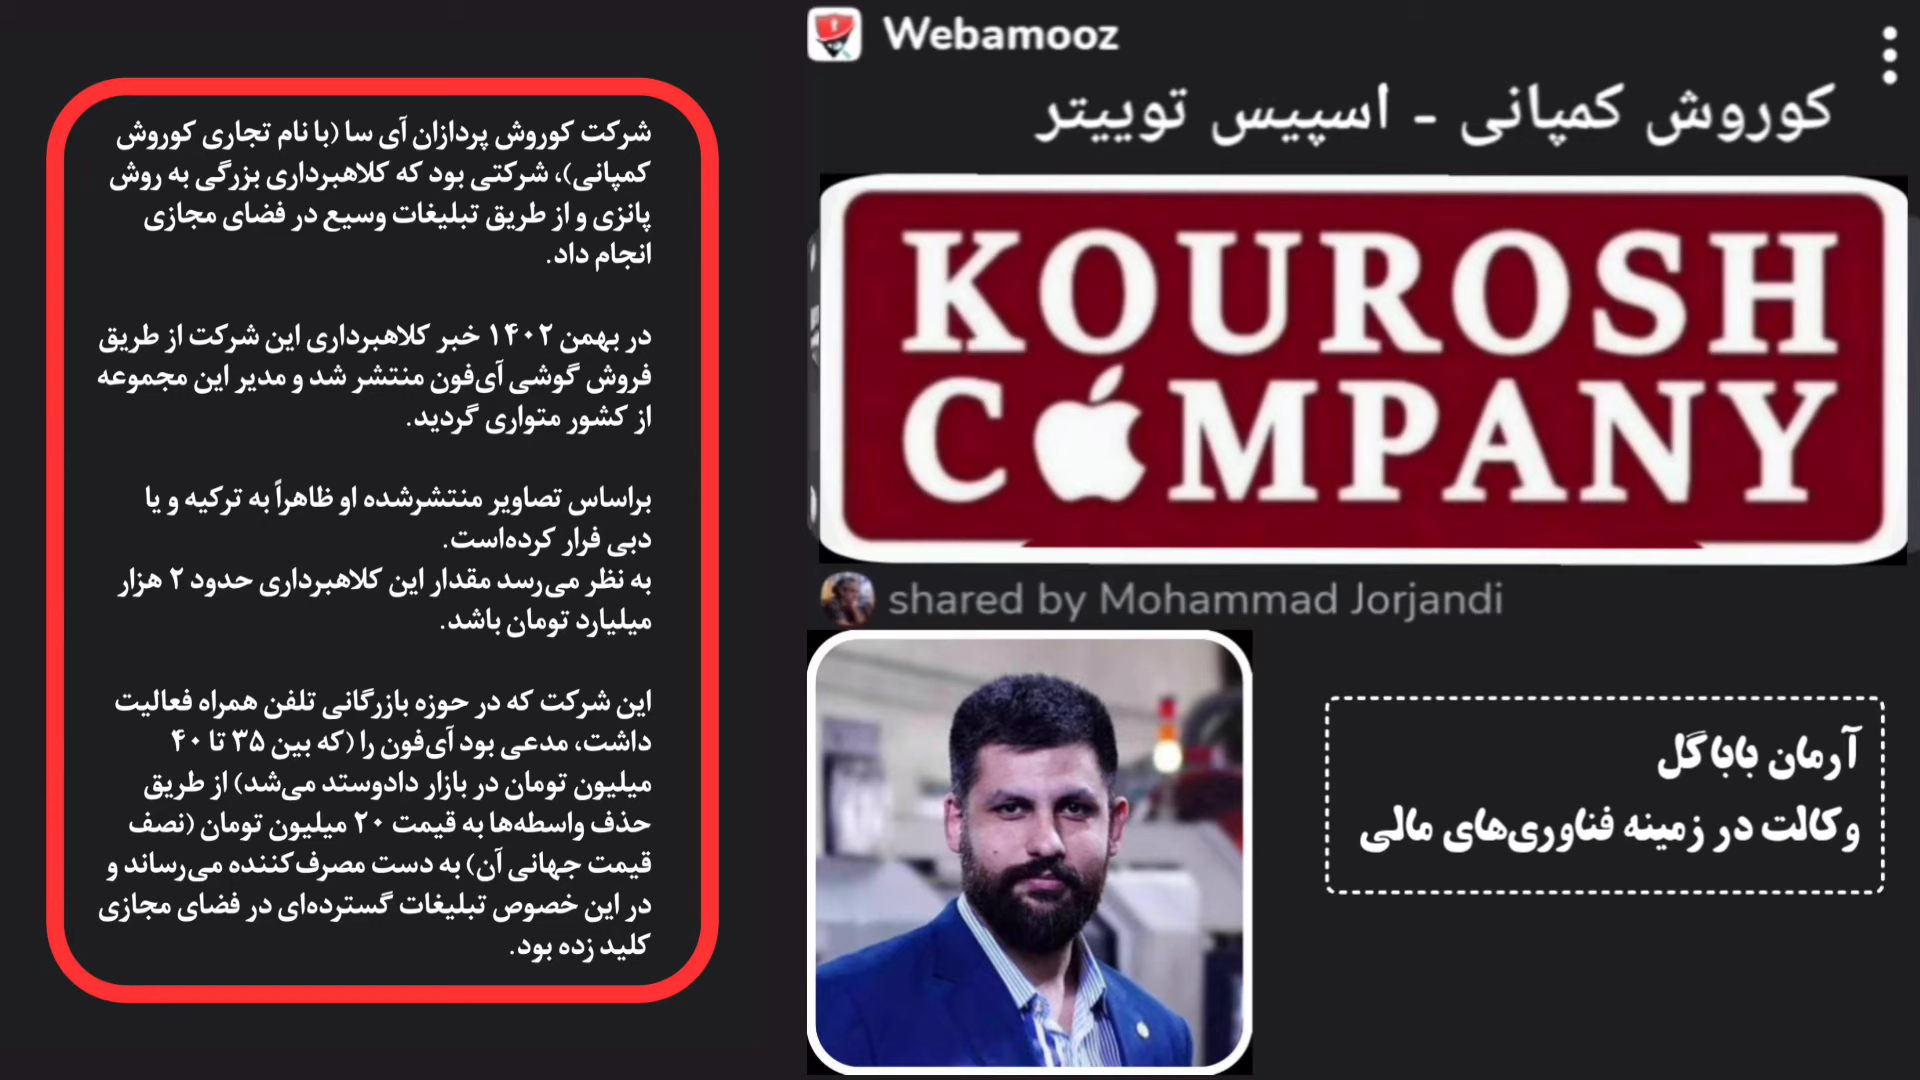 شرکت کوروش پردازان آی سا (با نام تجاری کوروش
کمپانی)، شرکتی بود که کلاهبرداری بزرگی به روش
پانزی و از طریق تبلیغات وسیع در فضای مجازی
انجام داد.
در بهمن ۱۴۰۲ خبر کلاهبرداری این شرکت از طریق
فروش گوشی آی‌فون منتشر شد و مدیر این مجموعه
از کشور متواری گردید.
براساس تصاویر منتشرشده او ظاهراً به ترکیه و یا
دبی فرار کرده‌است.
به نظر می‌رسد مقدار این کلاهبرداری حدود ۲ هزار
میلیارد تومان باشد.
این شرکت که در حوزه بازرگانی تلفن همراه فعالیت
داشت، مدعی بود آی‌فون را (که بین ۳۵ تا ۴۰
میلیون تومان در بازار دادوستد می‌شد) از طریق
حذف واسطه‌ها به قیمت ۲۰ میلیون تومان (نصف
قیمت جهانی آن) به دست مصرف‌کننده می‌رساند و
در این خصوص تبلیغات گسترده‌ای در فضای مجازی
کلید زده بود.
Webamooz
کوروش کمپانی - اسپیس توییتر
KOUROSH
COMPANY
shared by Mohammad Jorjandi
آرمان باباگل
وکالت در زمینه فناوری‌های مالی